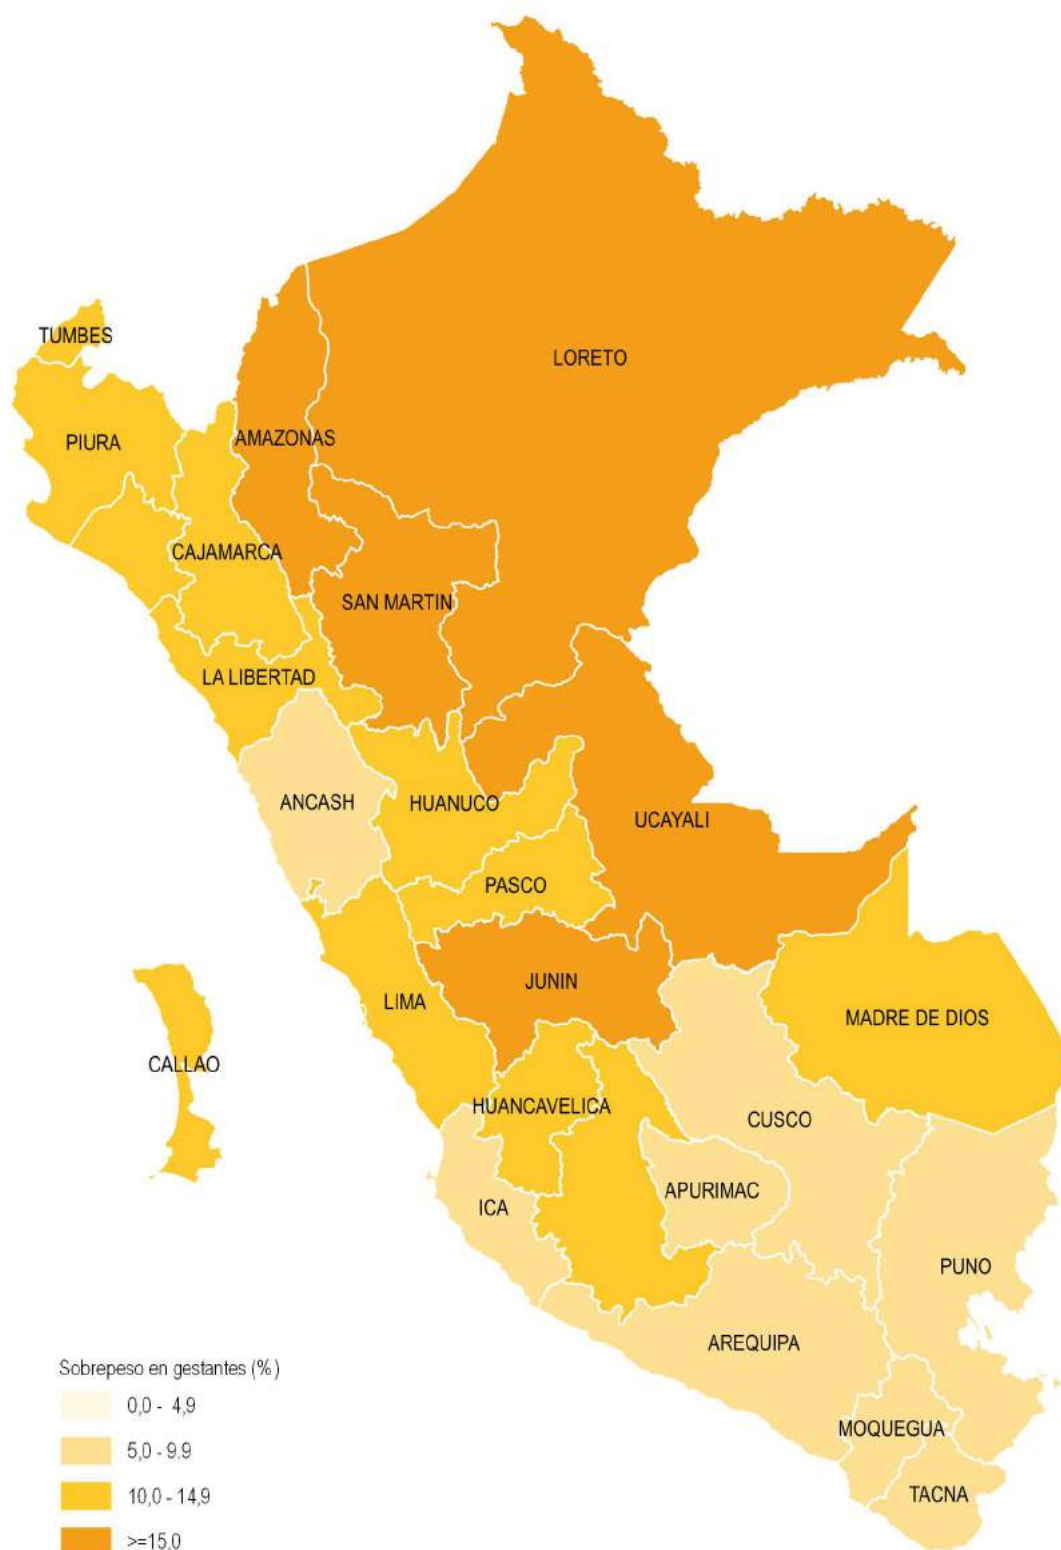 TUMBES
LORETO
PIURA
AMAZONAS
CAJAMARCA
SAN MARTIN
LA LIBERTAD
ANCASH
HUANUCO
UCAYALI
PASCO
JUNIN
LIMA
MADRE DE DIOS
CALLAO
HUANCAVELICA
CUSCO
APURIMAC
ICA
PUNO
AREQUIPA
MOQUEGUA
TACNA
Sobrepeso en gestantes (%)
0,0 - 4,9
5,0 - 9.9
10,0 - 14,9
>=15,0